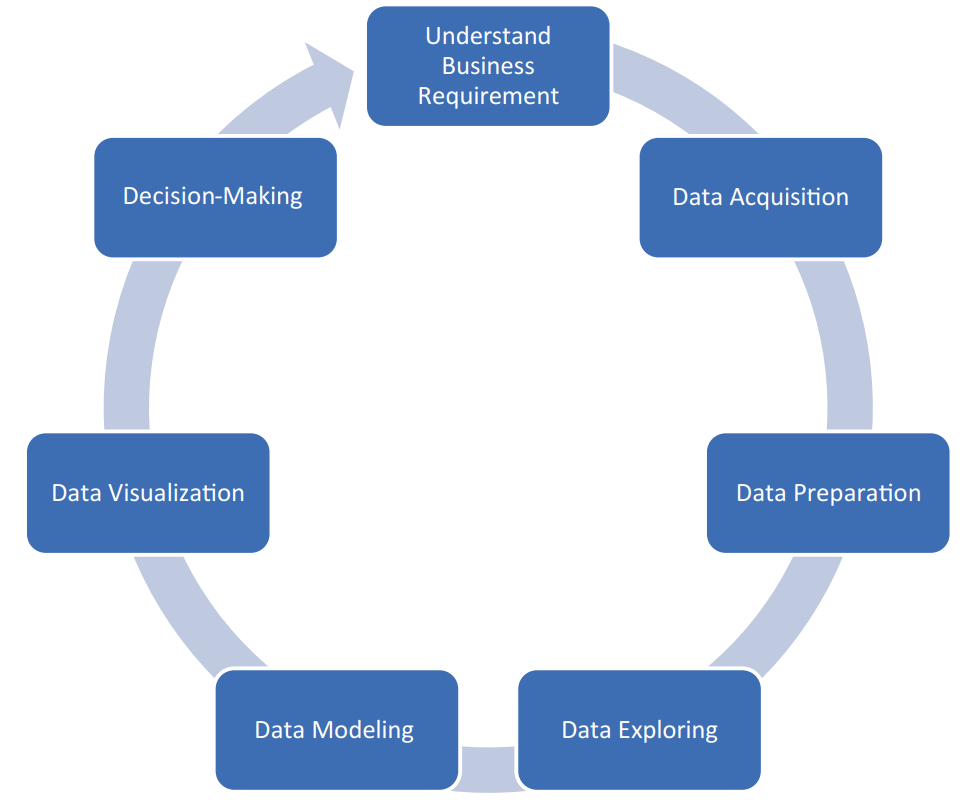 Understand
Business
Requirement
Data Acquisition
Data Preparation
Data Exploring
Data Modeling
Data Visualization
Decision-Making